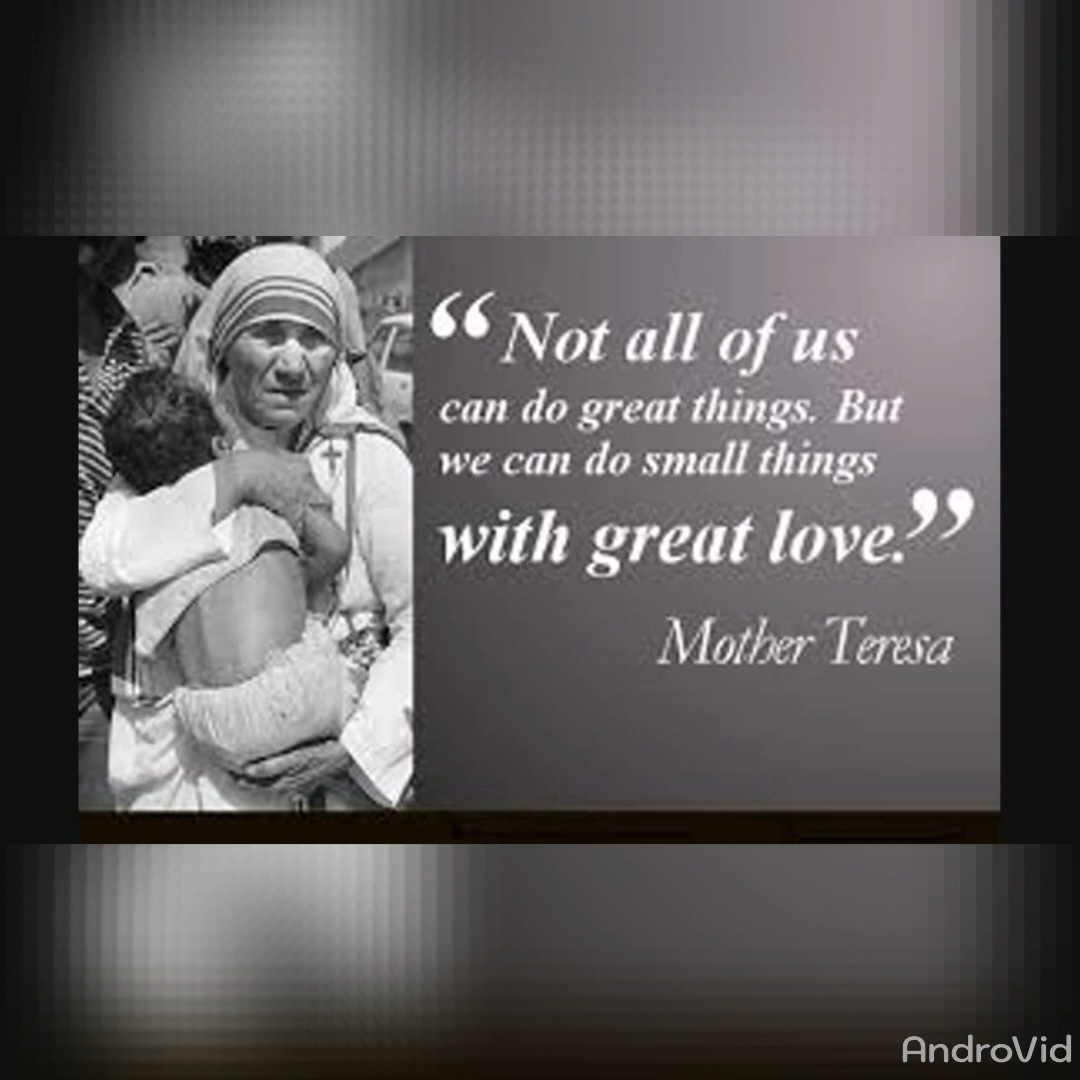 “Not all of us
can do great things. But
we can do small things
with great love.”
Mother Teresa
AndroVid